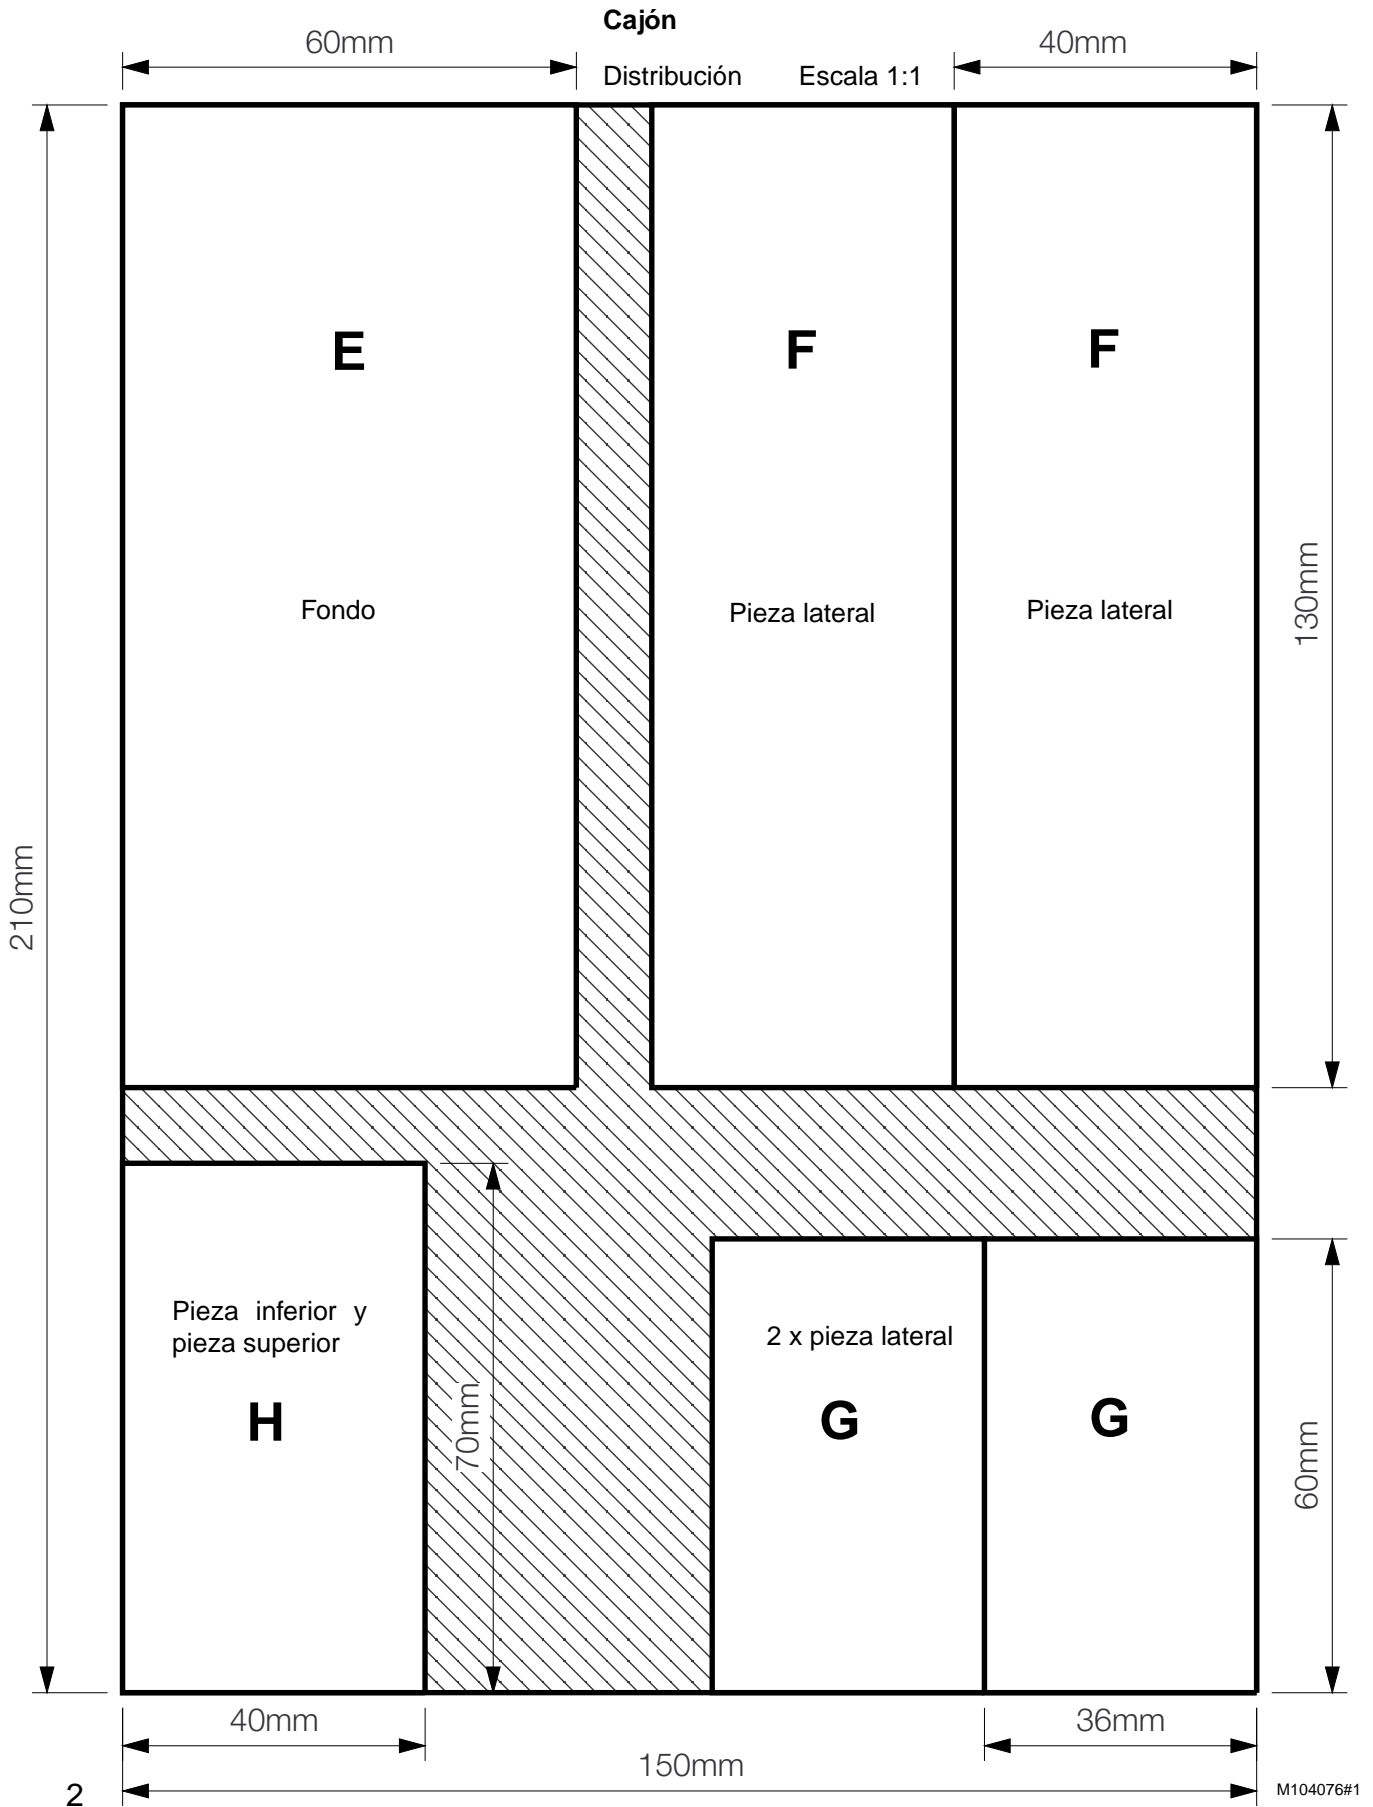 Cajón
60mm
40mm
Distribución Escala 1:1
E
F
F
Fondo
Pieza lateral
Pieza lateral
130mm
210mm
Pieza inferior y
pieza superior
2 x pieza lateral
H
70mm
G
G
60mm
40mm
36mm
150mm
2
M104076#1